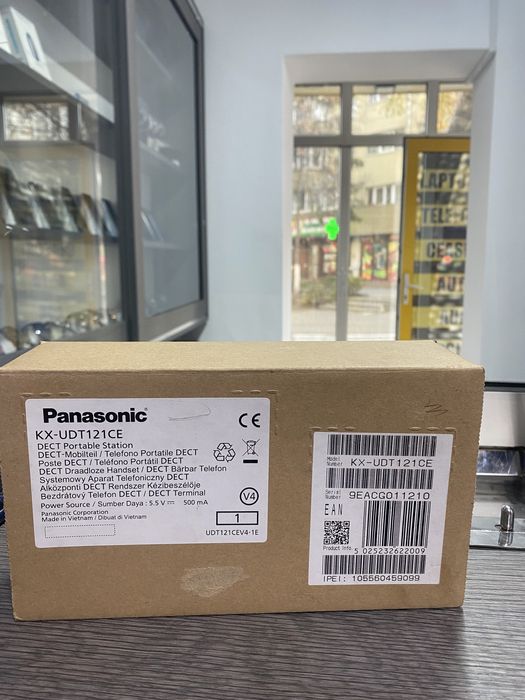 Panasonic
KX-UDT121CE
DECT Portable Station
DECT-Mobilteil / Telefono Portatile DECT
Poste DECT / Teléfono Portátil DECT
DECT Draadloze Handset / DECT Bärbar Telefon
Systemowy Aparat Telefoniczny DECT
Alközponti DECT Rendszer Kézibeszélője
Bezdrátový Telefon DECT / DECT Terminal
Power Source / Sumber Daya : 5.5 V 500 mA
Panasonic Corporation
Made in Vietnam / Dibuat di Vietnam
CE
V4
1
UDT121CEV4-1E
Model Number KX-UDT121CE
Serial Number 9EACG011210
EAN
Product Info.
5 025232622009
IPEI: 105560459099